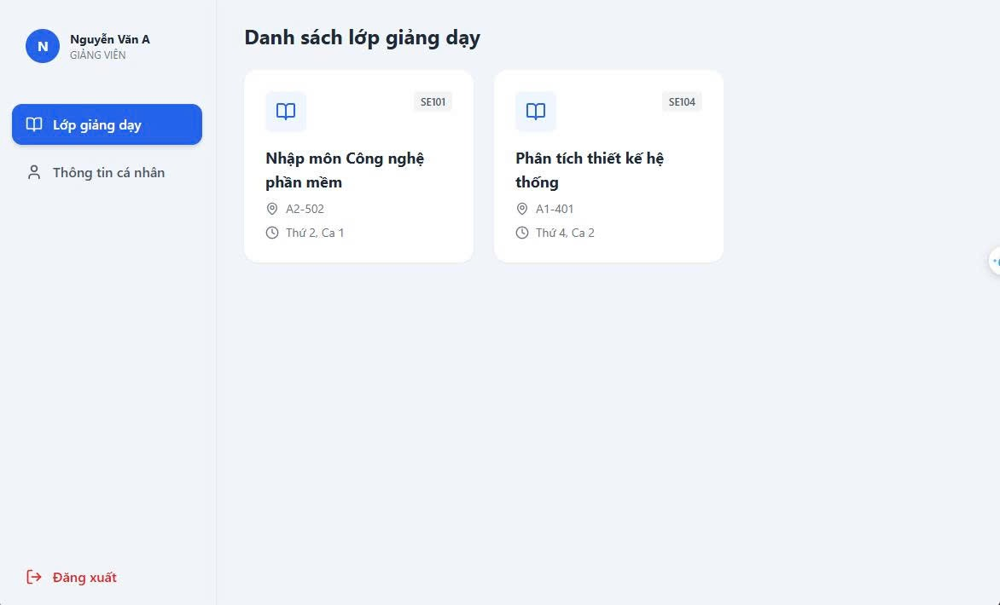 N
Nguyễn Văn A
GIẢNG VIÊN
Lớp giảng dạy
Thông tin cá nhân
Đăng xuất
Danh sách lớp giảng dạy
SE101
Nhập môn Công nghệ
phần mềm
A2-502
Thứ 2, Ca 1
SE104
Phân tích thiết kế hệ
thống
A1-401
Thứ 4, Ca 2